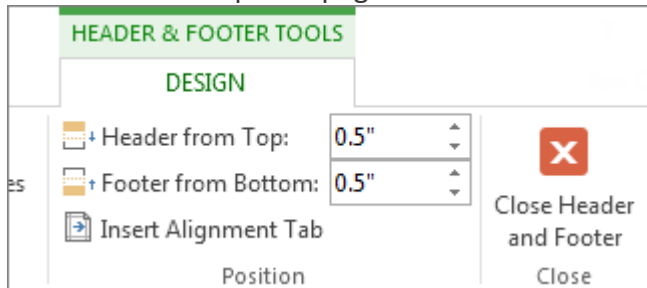 HEADER & FOOTER TOOLS
DESIGN
Header from Top: 0.5"
es Footer from Bottom: 0.5"
Insert Alignment Tab
Close Header
and Footer
Position
Close